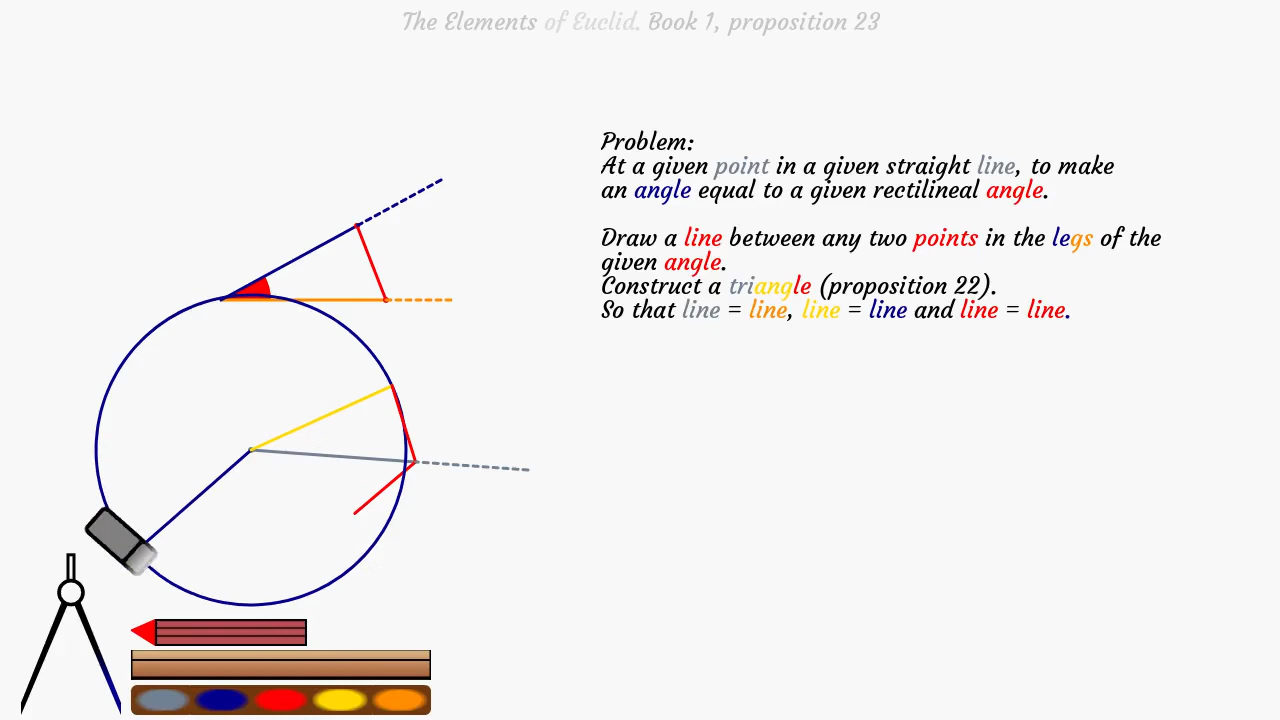 The Elements of Euclid. Book 1, proposition 23
Problem:
At a given point in a given straight line, to make
an angle equal to a given rectilineal angle.
Draw a line between any two points in the legs of the
given angle.
Construct a triangle (proposition 22).
So that line = line, line = line and line = line.